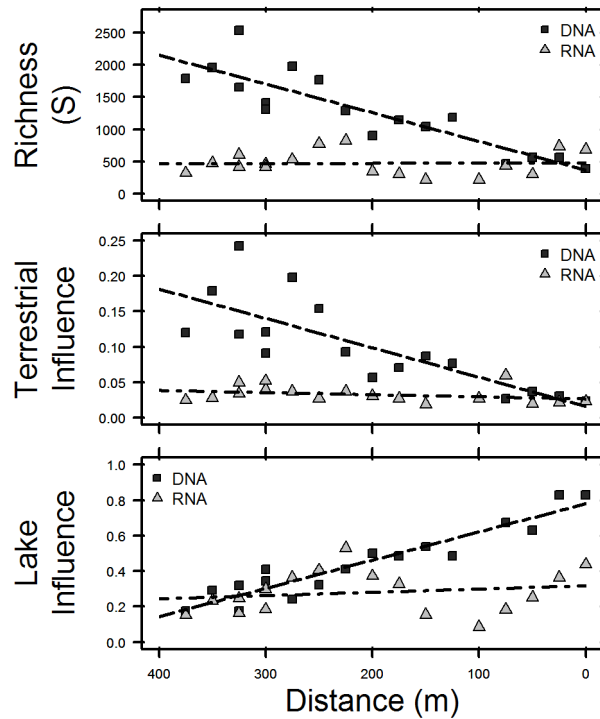 Richness
(S)
2500
2000
1500
1000
500
0
DNA
RNA
Terrestrial
Influence
0.25
0.20
0.15
0.10
0.05
0.00
DNA
RNA
Lake
Influence
1.0
0.8
0.6
0.4
0.2
0.0
DNA
RNA
400 300 200 100 0
Distance (m)